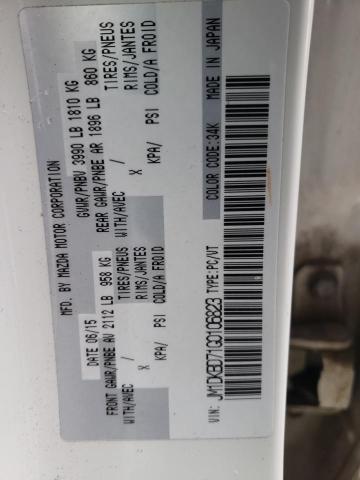 MFD. BY MAZDA MOTOR CORPORATION
DATE 06/15 GVWR/PNBV 3990 LB 1810 KG
FRONT GAWR/PNBE AV 2112 LB 958 KG REAR GAWR/PNBE AR 1896 LB 860 KG
WITH/AVEC / TIRES/PNEUS WITH/AVEC / TIRES/PNEUS
X RIMS/JANTES X RIMS/JANTES
KPA/ PSI COLD/A FROID KPA/ PSI COLD/A FROID
VIN: JM1DKBD71G0106823 TYPE:PC/VT COLOR CODE:34K MADE IN JAPAN